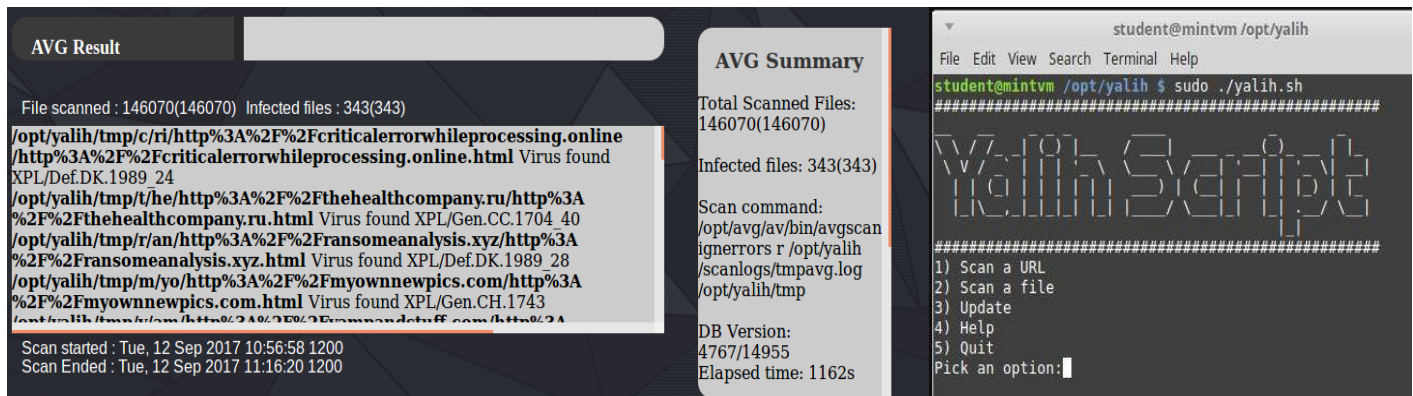 AVG Result
File scanned : 146070(146070) Infected files : 343(343)
/opt/yalih/tmp/c/ri/http%3A%2F%2Fcriticalerrorwhileprocessing.online
/http%3A%2F%2Fcriticalerrorwhileprocessing.online.html Virus found
XPL/Def.DK.1989_24
/opt/yalih/tmp/t/he/http%3A%2F%2Fthehealthcompany.ru/http%3A
%2F%2Fthehealthcompany.ru.html Virus found XPL/Gen.CC.1704_40
/opt/yalih/tmp/r/an/http%3A%2F%2Fransomeanalysis.xyz/http%3A
%2F%2Fransomeanalysis.xyz.html Virus found XPL/Def.DK.1989_28
/opt/yalih/tmp/m/yo/http%3A%2F%2Fmyownnewpics.com/http%3A
%2F%2Fmyownnewpics.com.html Virus found XPL/Gen.CH.1743
Scan started : Tue, 12 Sep 2017 10:56:58 1200
Scan Ended : Tue, 12 Sep 2017 11:16:20 1200
AVG Summary
Total Scanned Files:
146070(146070)
Infected files: 343(343)
Scan command:
/opt/avg/av/bin/avgscan
ignerrors r /opt/yalih
/scanlogs/tmpavg.log
/opt/yalih/tmp
DB Version:
4767/14955
Elapsed time: 1162s
student@mintvm /opt/yalih
File Edit View Search Terminal Help
student@mintvm /opt/yalih $ sudo ./yalih.sh
###################################################
Yalih Script
###################################################
1) Scan a URL
2) Scan a file
3) Update
4) Help
5) Quit
Pick an option: